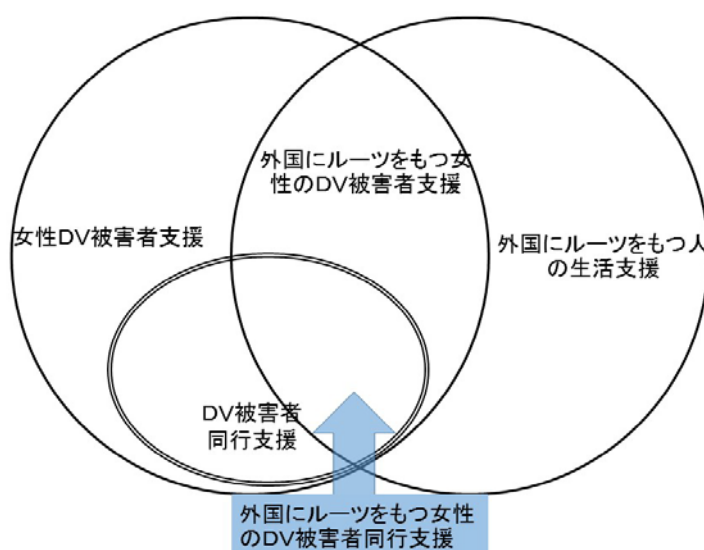 外国にルーツをもつ女
性のDV被害者支援
女性DV被害者支援
外国にルーツをもつ人
の生活支援
DV被害者
同行支援
外国にルーツをもつ女性
のDV被害者同行支援